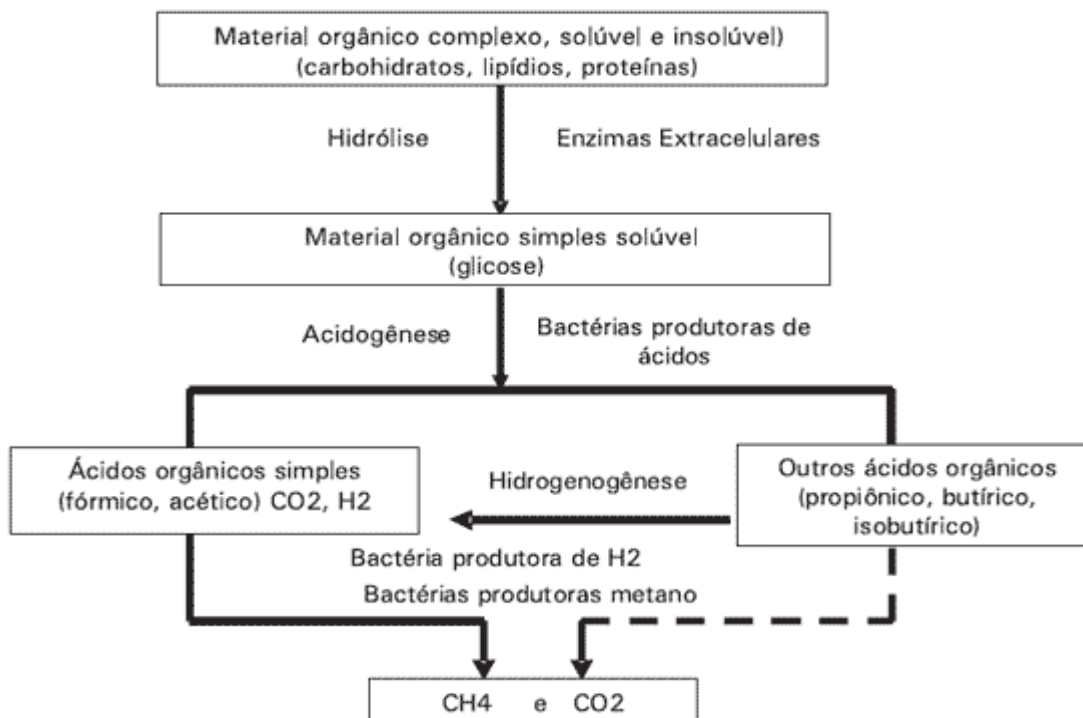 Material orgânico complexo, solúvel e insolúvel)
(carbohidratos, lipídios, proteínas)
Hidrólise
Enzimas Extracelulares
Material orgânico simples solúvel
(glicose)
Acidogênese
Bactérias produtoras de
ácidos
Ácidos orgânicos simples
(fórmico, acético) CO2, H2
Hidrogenogênese
Outros ácidos orgânicos
(propiônico, butírico,
isobutírico)
Bactéria produtora de H2
Bactérias produtoras metano
CH4 e CO2